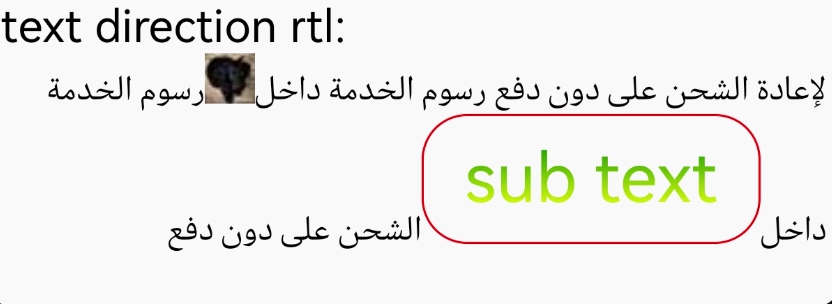 text direction rtl:
لإعادة الشحن على دون دفع رسوم الخدمة داخل رسوم الخدمة
داخل sub text الشحن على دون دفع